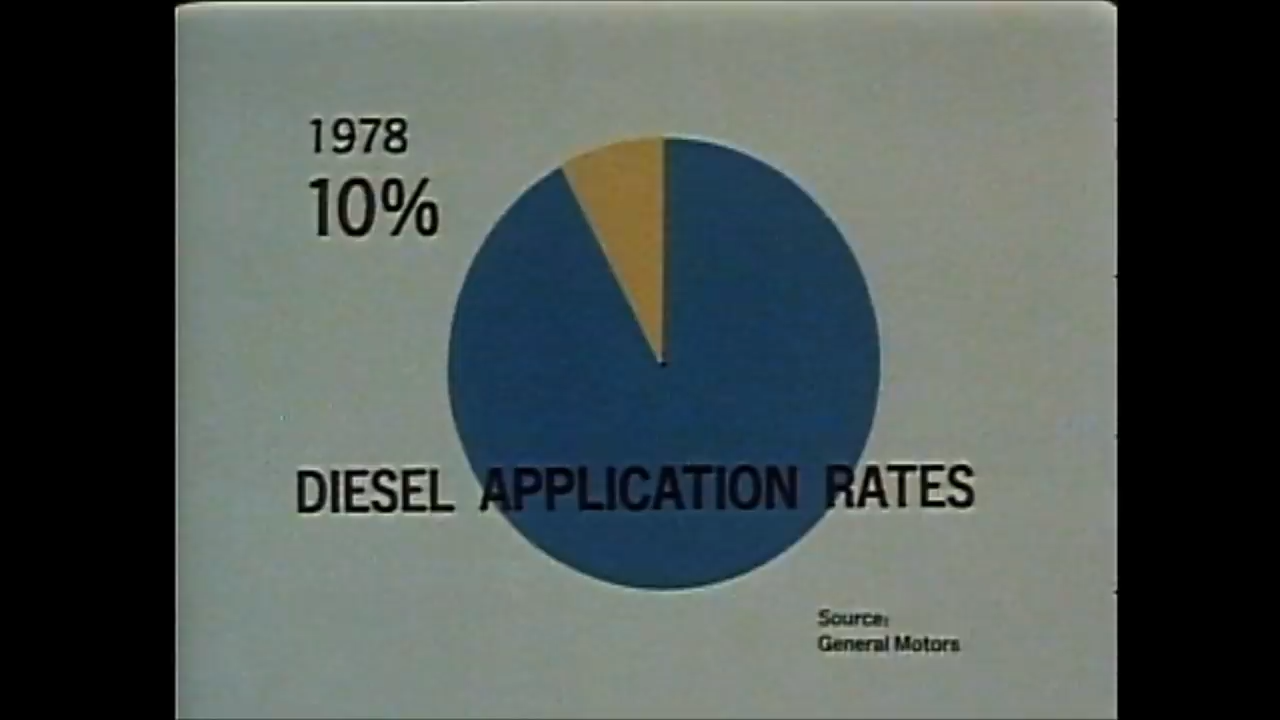 1978
10%
DIESEL APPLICATION RATES
Source:
General Motors